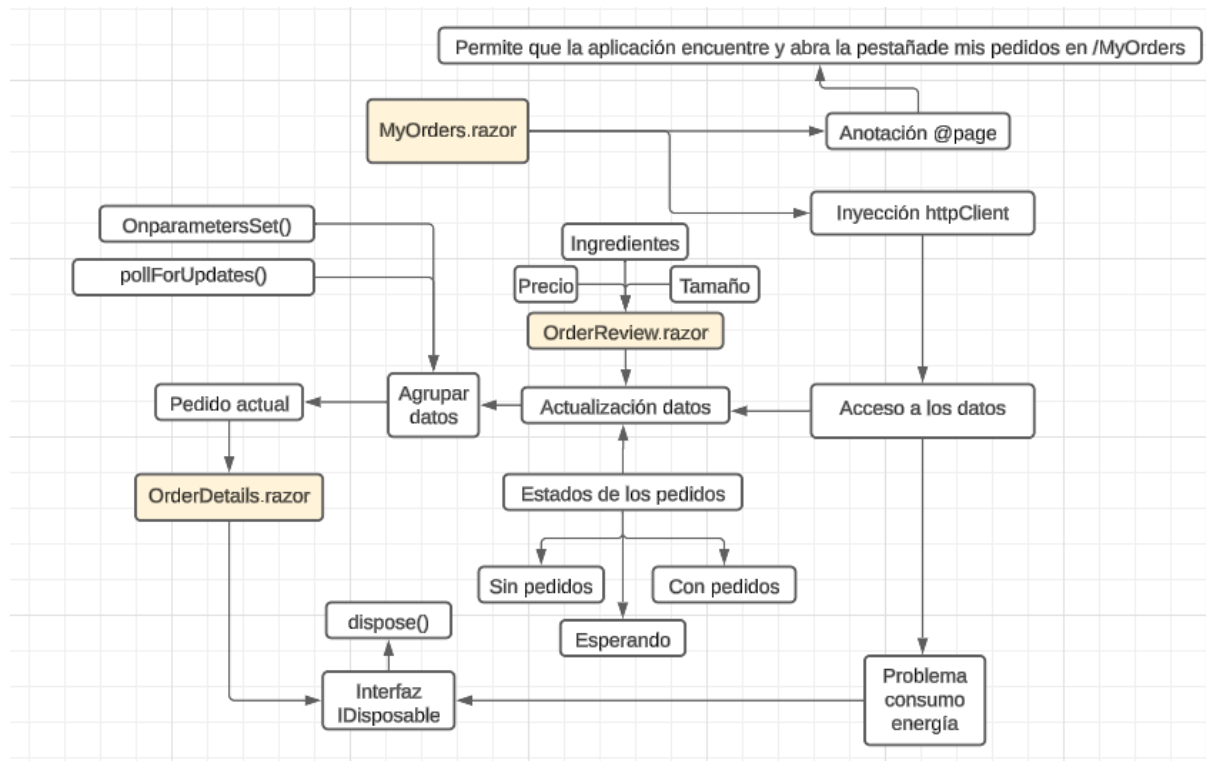 Permite que la aplicación encuentre y abra la pestañade mis pedidos en /MyOrders
MyOrders.razor
Anotación @page
OnparametersSet()
Inyección httpClient
Ingredientes
pollForUpdates()
Precio
Tamaño
OrderReview.razor
Pedido actual
Agrupar
datos
Actualización datos
Acceso a los datos
OrderDetails.razor
Estados de los pedidos
Sin pedidos
Con pedidos
dispose()
Esperando
Interfaz
IDisposable
Problema
consumo
energía